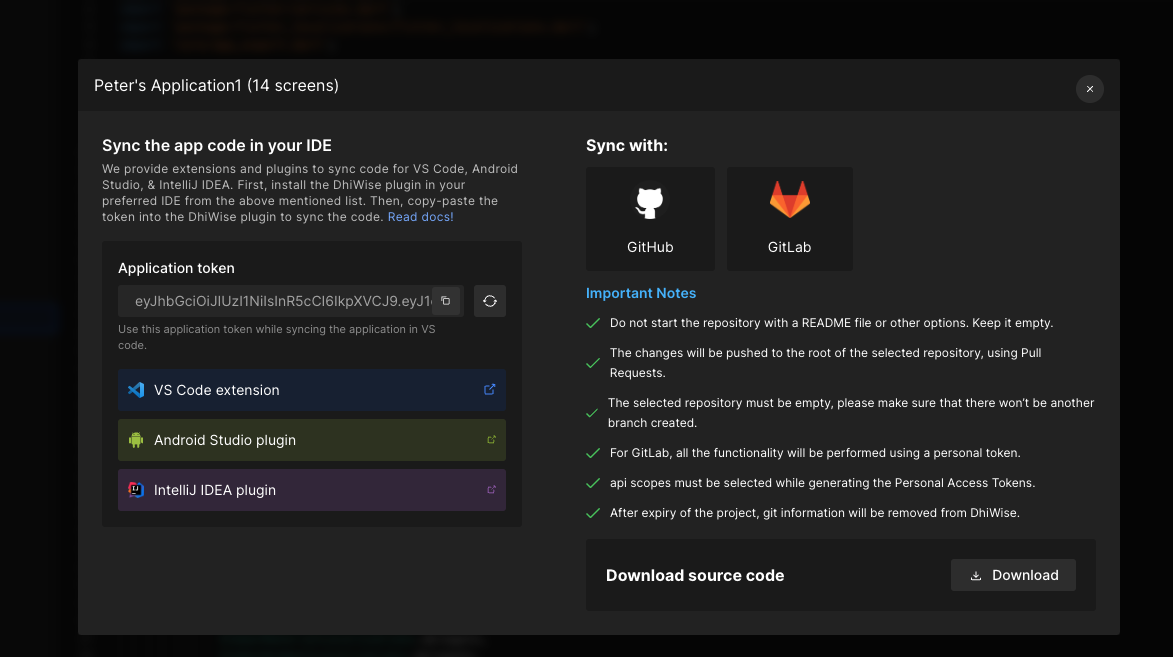 Peter's Application1 (14 screens)
Sync the app code in your IDE
We provide extensions and plugins to sync code for VS Code, Android
Studio, & IntelliJ IDEA. First, install the DhiWise plugin in your
preferred IDE from the above mentioned list. Then, copy-paste the
token into the DhiWise plugin to sync the code. Read docs!
Application token
eyJhbGciOiJIUzI1NiIsInR5cCI6IkpXVCJ9.eyJ1
Use this application token while syncing the application in VS
code.
VS Code extension
Android Studio plugin
IntelliJ IDEA plugin
Sync with:
GitHub
GitLab
Important Notes
Do not start the repository with a README file or other options. Keep it empty.
The changes will be pushed to the root of the selected repository, using Pull
Requests.
The selected repository must be empty, please make sure that there won't be another
branch created.
For GitLab, all the functionality will be performed using a personal token.
api scopes must be selected while generating the Personal Access Tokens.
After expiry of the project, git information will be removed from DhiWise.
Download source code
Download